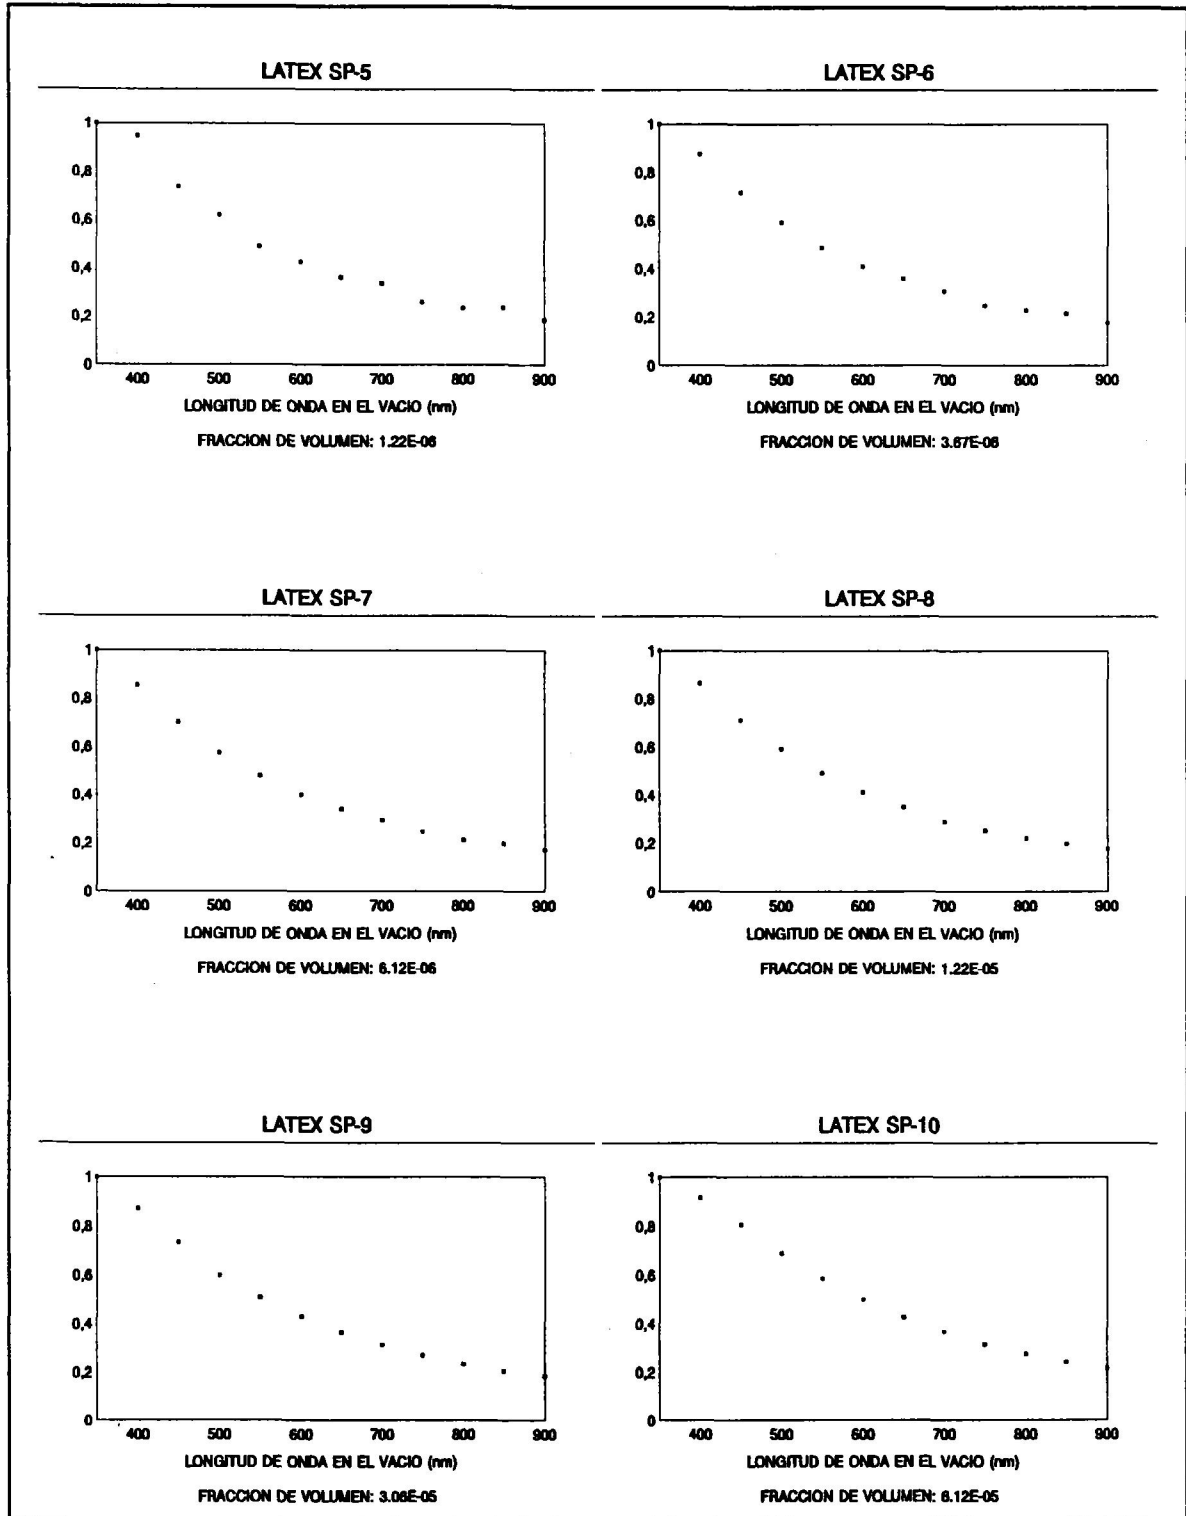 LATEX SP-5
1
0,8
0,6
0,4
0,2
0
400 500 600 700 800 900
LONGITUD DE ONDA EN EL VACIO (nm)
FRACCION DE VOLUMEN: 1.22E-06
LATEX SP-6
1
0,8
0,6
0,4
0,2
0
400 500 600 700 800 900
LONGITUD DE ONDA EN EL VACIO (nm)
FRACCION DE VOLUMEN: 3.67E-06
LATEX SP-7
1
0,8
0,6
0,4
0,2
0
400 500 600 700 800 900
LONGITUD DE ONDA EN EL VACIO (nm)
FRACCION DE VOLUMEN: 6.12E-06
LATEX SP-8
1
0,8
0,6
0,4
0,2
0
400 500 600 700 800 900
LONGITUD DE ONDA EN EL VACIO (nm)
FRACCION DE VOLUMEN: 1.22E-05
LATEX SP-9
1
0,8
0,6
0,4
0,2
0
400 500 600 700 800 900
LONGITUD DE ONDA EN EL VACIO (nm)
FRACCION DE VOLUMEN: 3.06E-05
LATEX SP-10
1
0,8
0,6
0,4
0,2
0
400 500 600 700 800 900
LONGITUD DE ONDA EN EL VACIO (nm)
FRACCION DE VOLUMEN: 6.12E-05